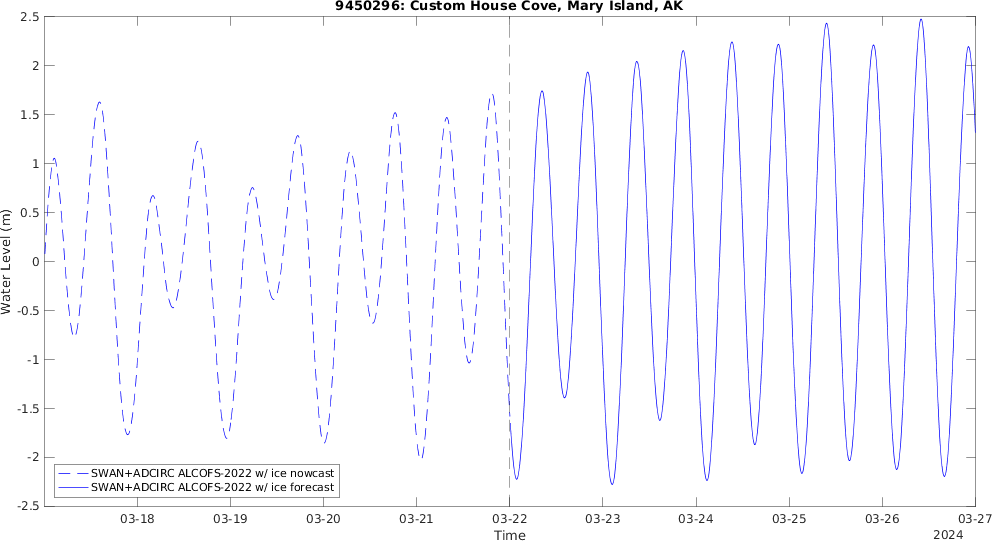 9450296: Custom House Cove, Mary Island, AK
2.5
2
1.5
1
0.5
0
-0.5
-1
-1.5
-2
-2.5
Water Level (m)
SWAN+ADCIRC ALCOFS-2022 w/ ice nowcast
SWAN+ADCIRC ALCOFS-2022 w/ ice forecast
03-18 03-19 03-20 03-21 03-22 03-23 03-24 03-25 03-26 03-27
Time
2024